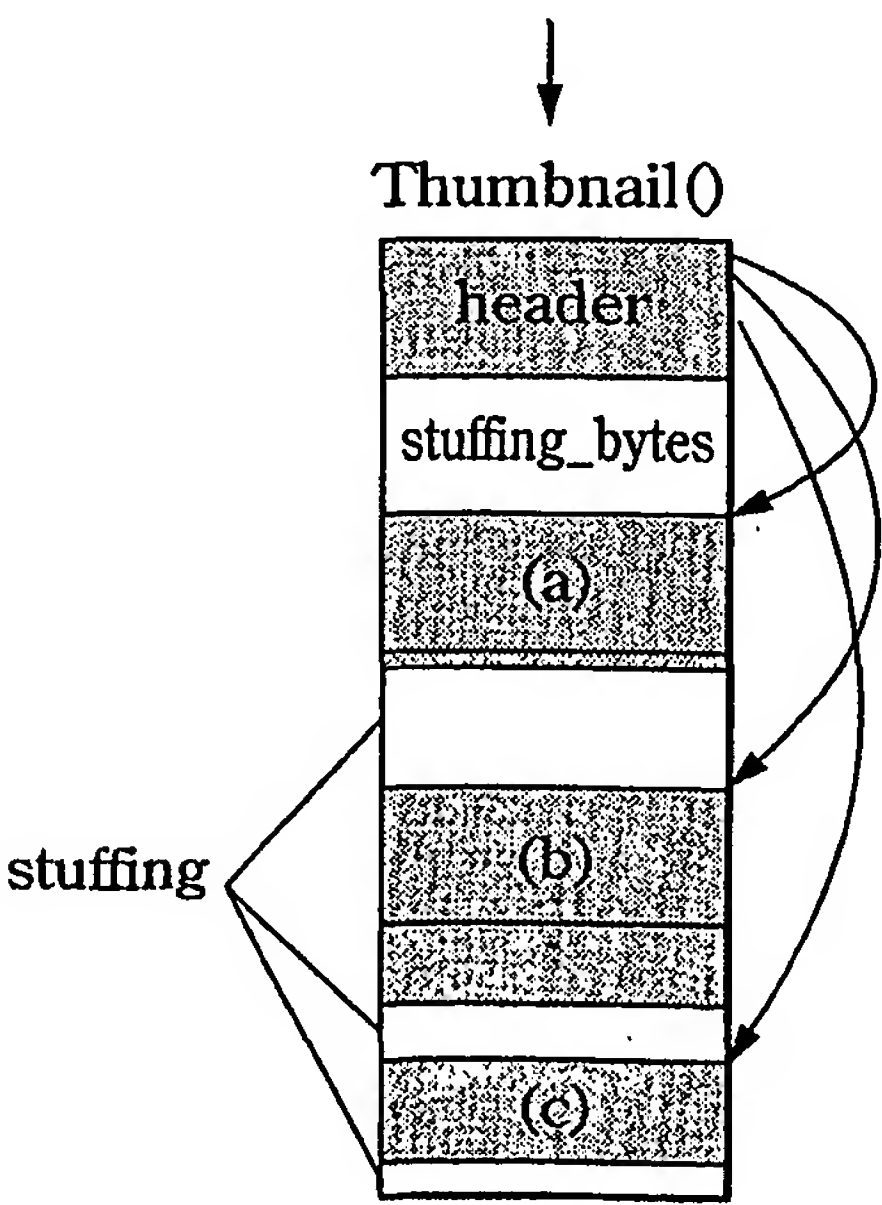 Thumbnail()
header
stuffing_bytes
(a)
(b)
stuffing
(c)